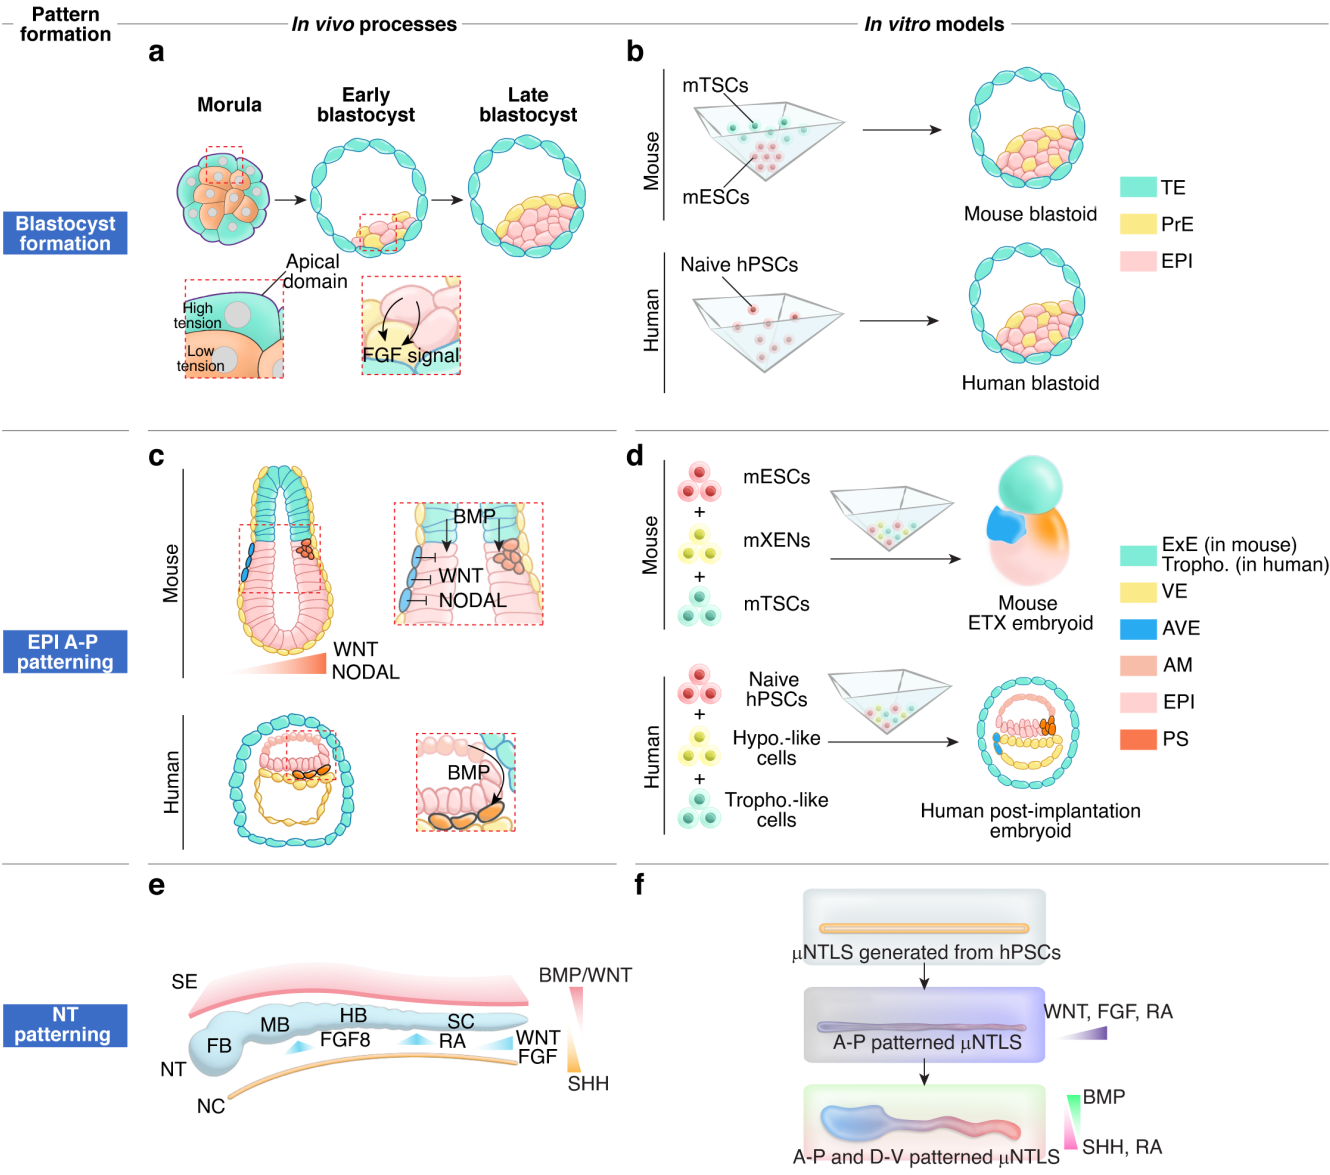 Pattern
formation
In vivo processes
In vitro models
a
Morula
Early
blastocyst
Late
blastocyst
Blastocyst
formation
Apical
domain
High
tension
Low
tension
FGF signal
b
Mouse
mTSCs
mESCs
Mouse blastoid
Human
Naive hPSCs
Human blastoid
TE
PrE
EPI
EPI A-P
patterning
c
Mouse
BMP
WNT
NODAL
WNT
NODAL
Human
BMP
d
Mouse
mESCs
+
mXENs
+
mTSCs
Mouse
ETX embryoid
Human
Naive
hPSCs
+
Hypo.-like
cells
+
Tropho.-like
cells
Human post-implantation
embryoid
ExE (in mouse)
Tropho. (in human)
VE
AVE
AM
EPI
PS
NT
patterning
e
SE
BMP/WNT
FB
MB
HB
SC
FGF8
RA
WNT
FGF
NT
NC
SHH
f
μNTLS generated from hPSCs
WNT, FGF, RA
A-P patterned μNTLS
BMP
SHH, RA
A-P and D-V patterned μNTLS